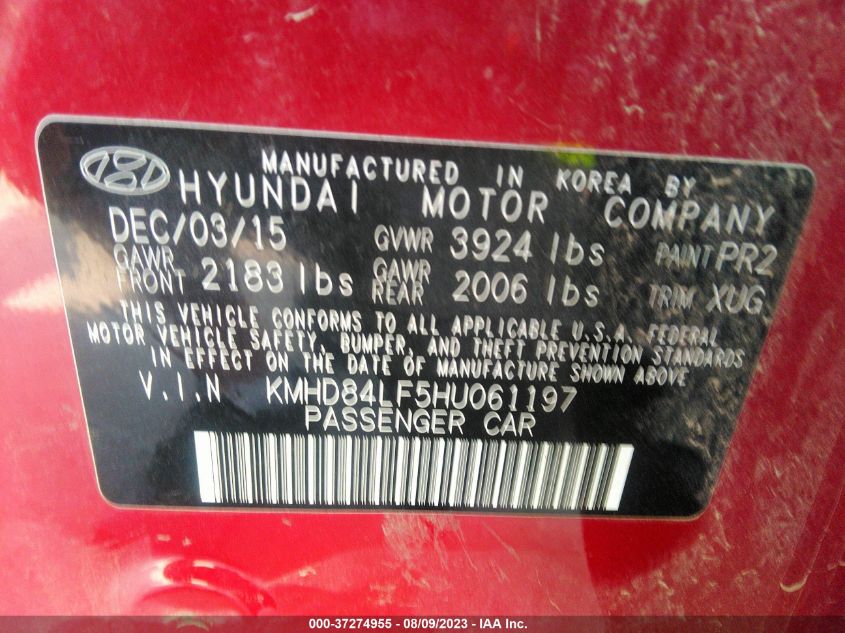 MANUFACTURED IN KOREA BY
HYUNDAI MOTOR COMPANY
DEC/03/15 GVWR 3924 lbs PAINT PR2
GAWR FRONT 2183 lbs GAWR REAR 2006 lbs TRIM XUG
THIS VEHICLE CONFORMS TO ALL APPLICABLE U.S.A. FEDERAL
MOTOR VEHICLE SAFETY, BUMPER, AND THEFT PREVENTION STANDARDS
IN EFFECT ON THE DATE OF MANUFACTURE SHOWN ABOVE
V.I.N KMHD84LF5HU061197
PASSENGER CAR
000-37274955 - 08/09/2023 - IAA Inc.